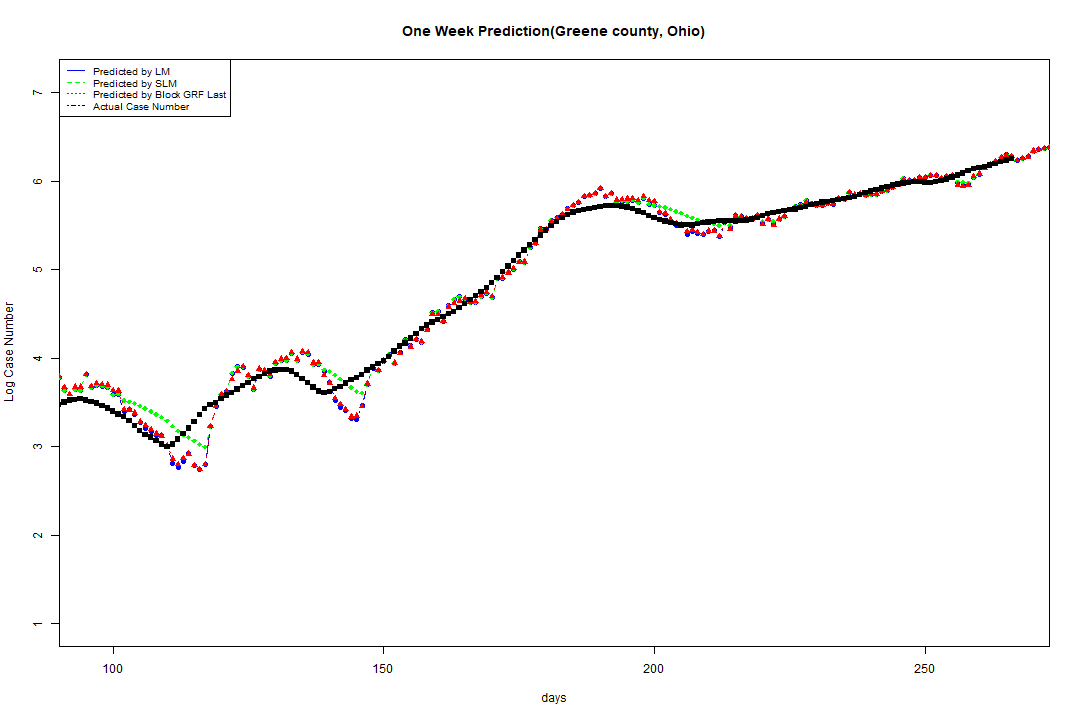 One Week Prediction(Greene county, Ohio)
Predicted by LM
Predicted by SLM
Predicted by Block GRF Last
Actual Case Number
7
6
5
4
3
2
1
Log Case Number
100 150 200 250
days